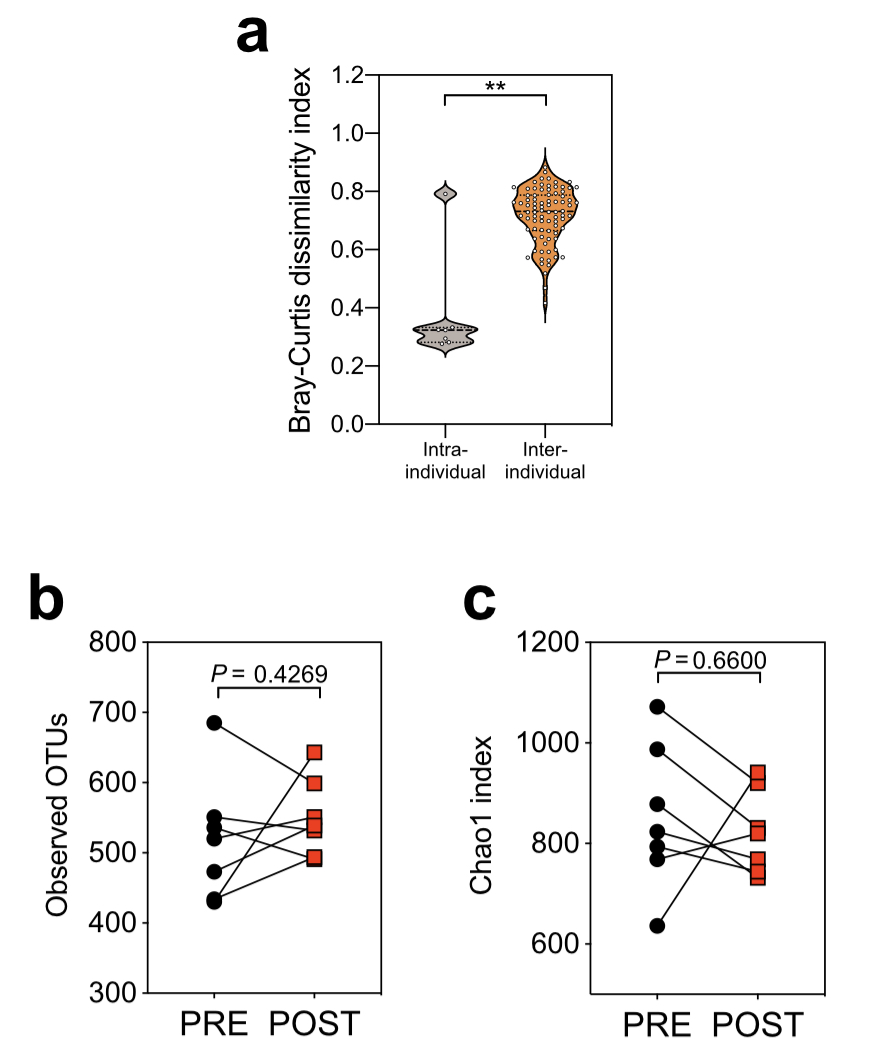 a
Bray-Curtis dissimilarity index
1.2
1.0
0.8
0.6
0.4
0.2
0.0
**
Intra-
individual
Inter-
individual
b
Observed OTUs
800
700
600
500
400
300
P = 0.4269
PRE
POST
c
Chao1 index
1200
1000
800
600
P = 0.6600
PRE
POST